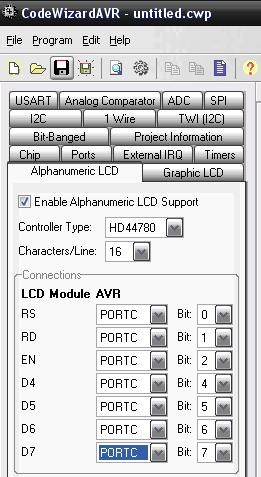 CodeWizardAVR - untitled.cwp
File Program Edit Help
USART Analog Comparator ADC SPI
I2C 1 Wire TWI (I2C)
Bit-Banged Project Information
Chip Ports External IRQ Timers
Alphanumeric LCD Graphic LCD
Enable Alphanumeric LCD Support
Controller Type: HD44780
Characters/Line: 16
Connections
LCD Module AVR
RS PORTC Bit: 0
RD PORTC Bit: 1
EN PORTC Bit: 2
D4 PORTC Bit: 4
D5 PORTC Bit: 5
D6 PORTC Bit: 6
D7 PORTC Bit: 7